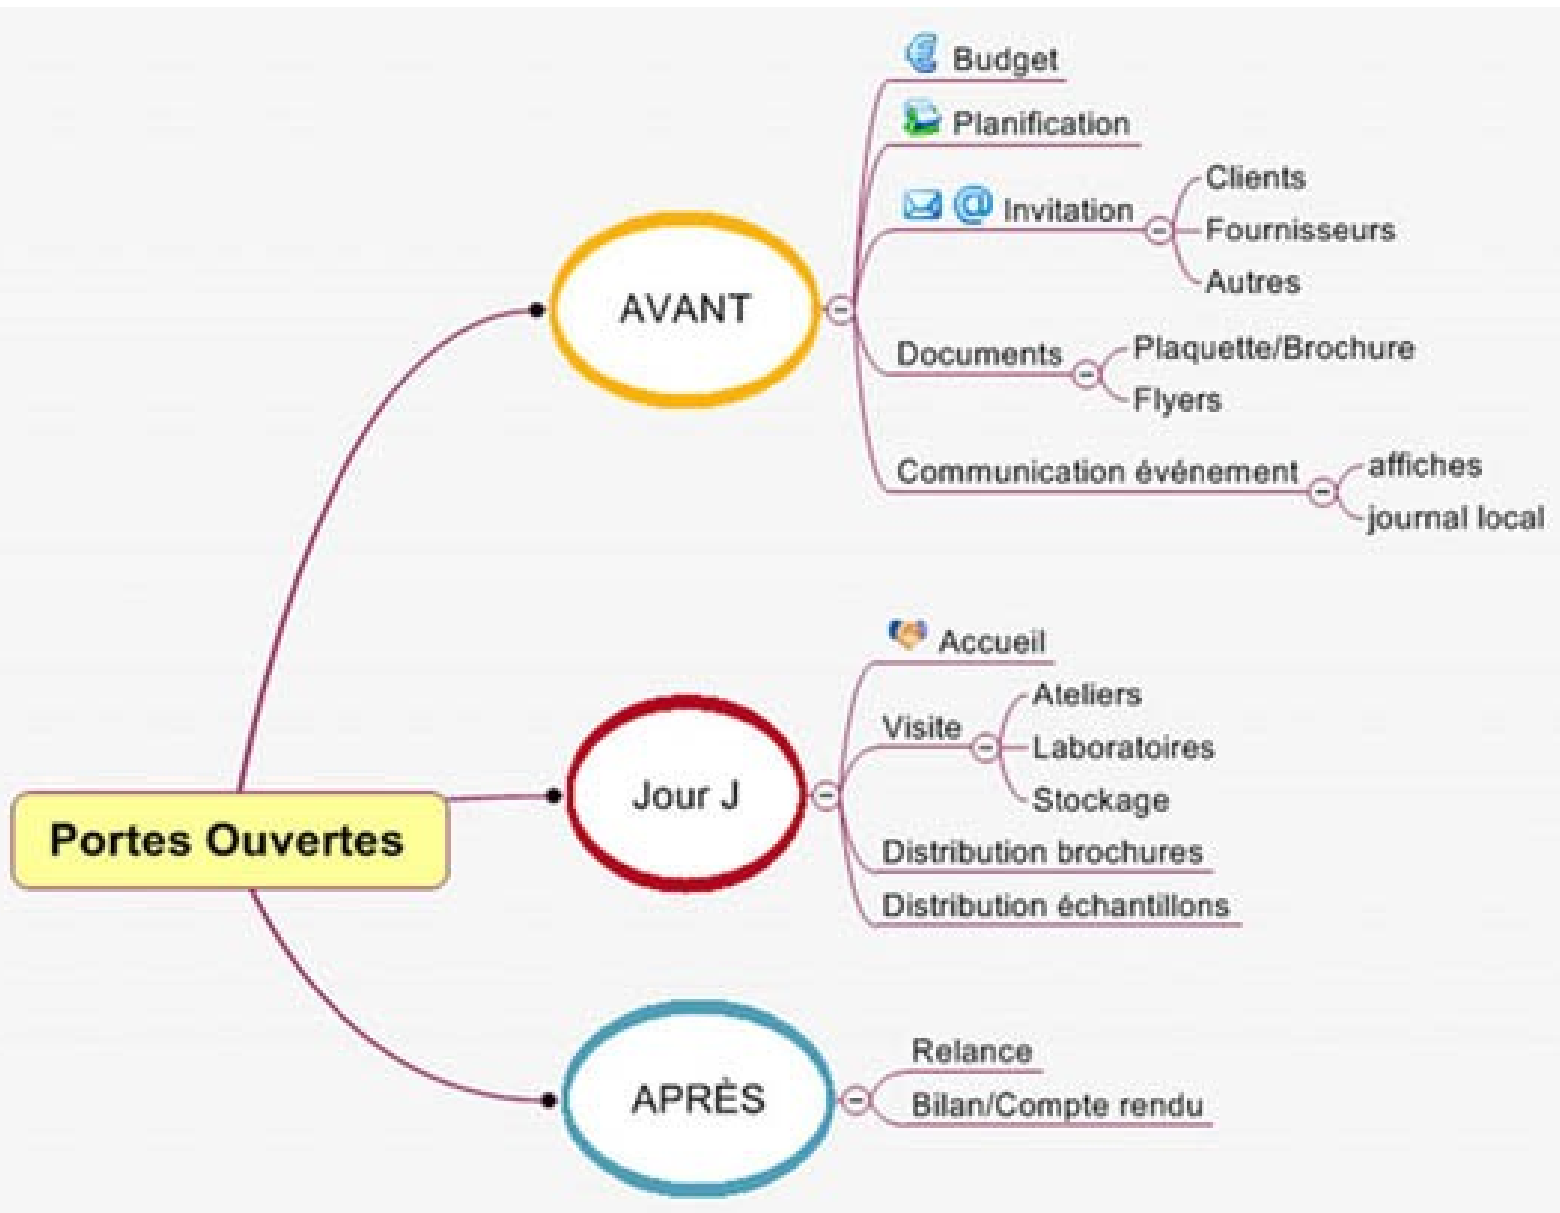 Budget
Planification
Invitation
Clients
Fournisseurs
Autres
AVANT
Documents
Plaquette/Brochure
Flyers
Communication événement
affiches
journal local
Accueil
Visite
Ateliers
Laboratoires
Stockage
Jour J
Distribution brochures
Distribution échantillons
Portes Ouvertes
APRÈS
Relance
Bilan/Compte rendu